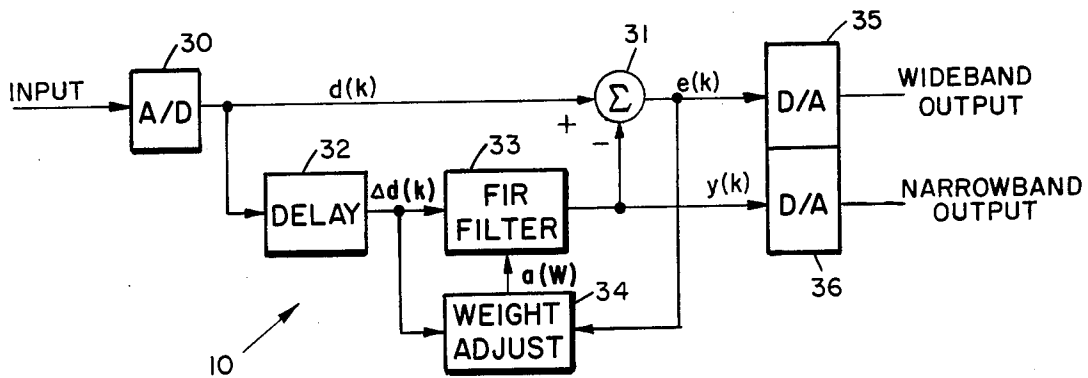 30
31
35
INPUT
A/D
d(k)
+
Σ
-
e(k)
D/A
WIDEBAND
OUTPUT
32
33
DELAY
Δd(k)
FIR
FILTER
y(k)
D/A
NARROWBAND
OUTPUT
a(W)
34
36
WEIGHT
ADJUST
10